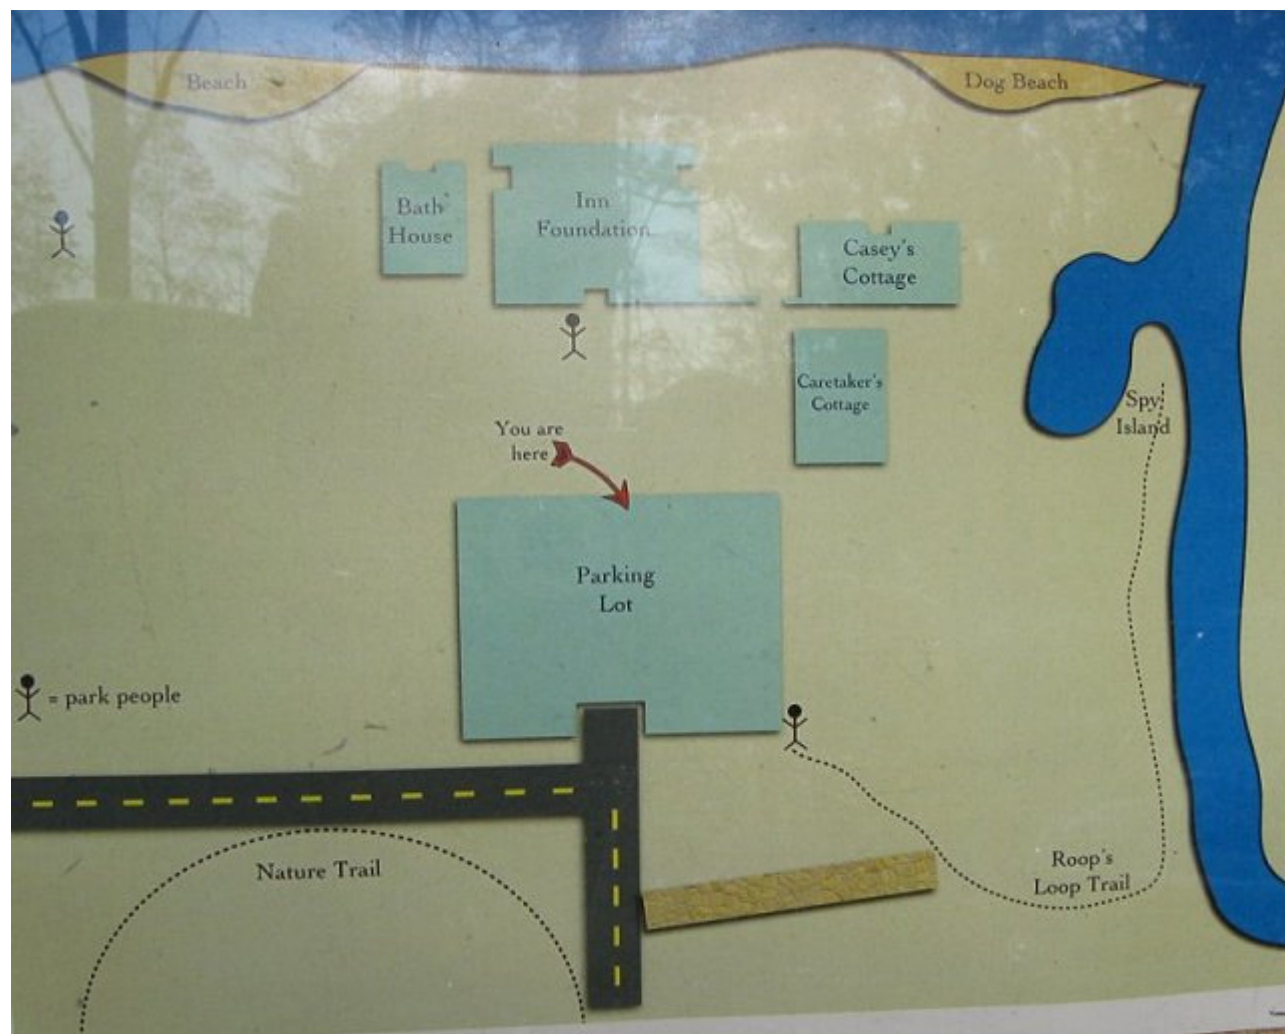 Beach
Dog Beach
Bath
House
Inn
Foundation
Casey's
Cottage
Caretaker's
Cottage
Spy
Island
You are
here
Parking
Lot
= park people
Nature Trail
Roop's
Loop Trail